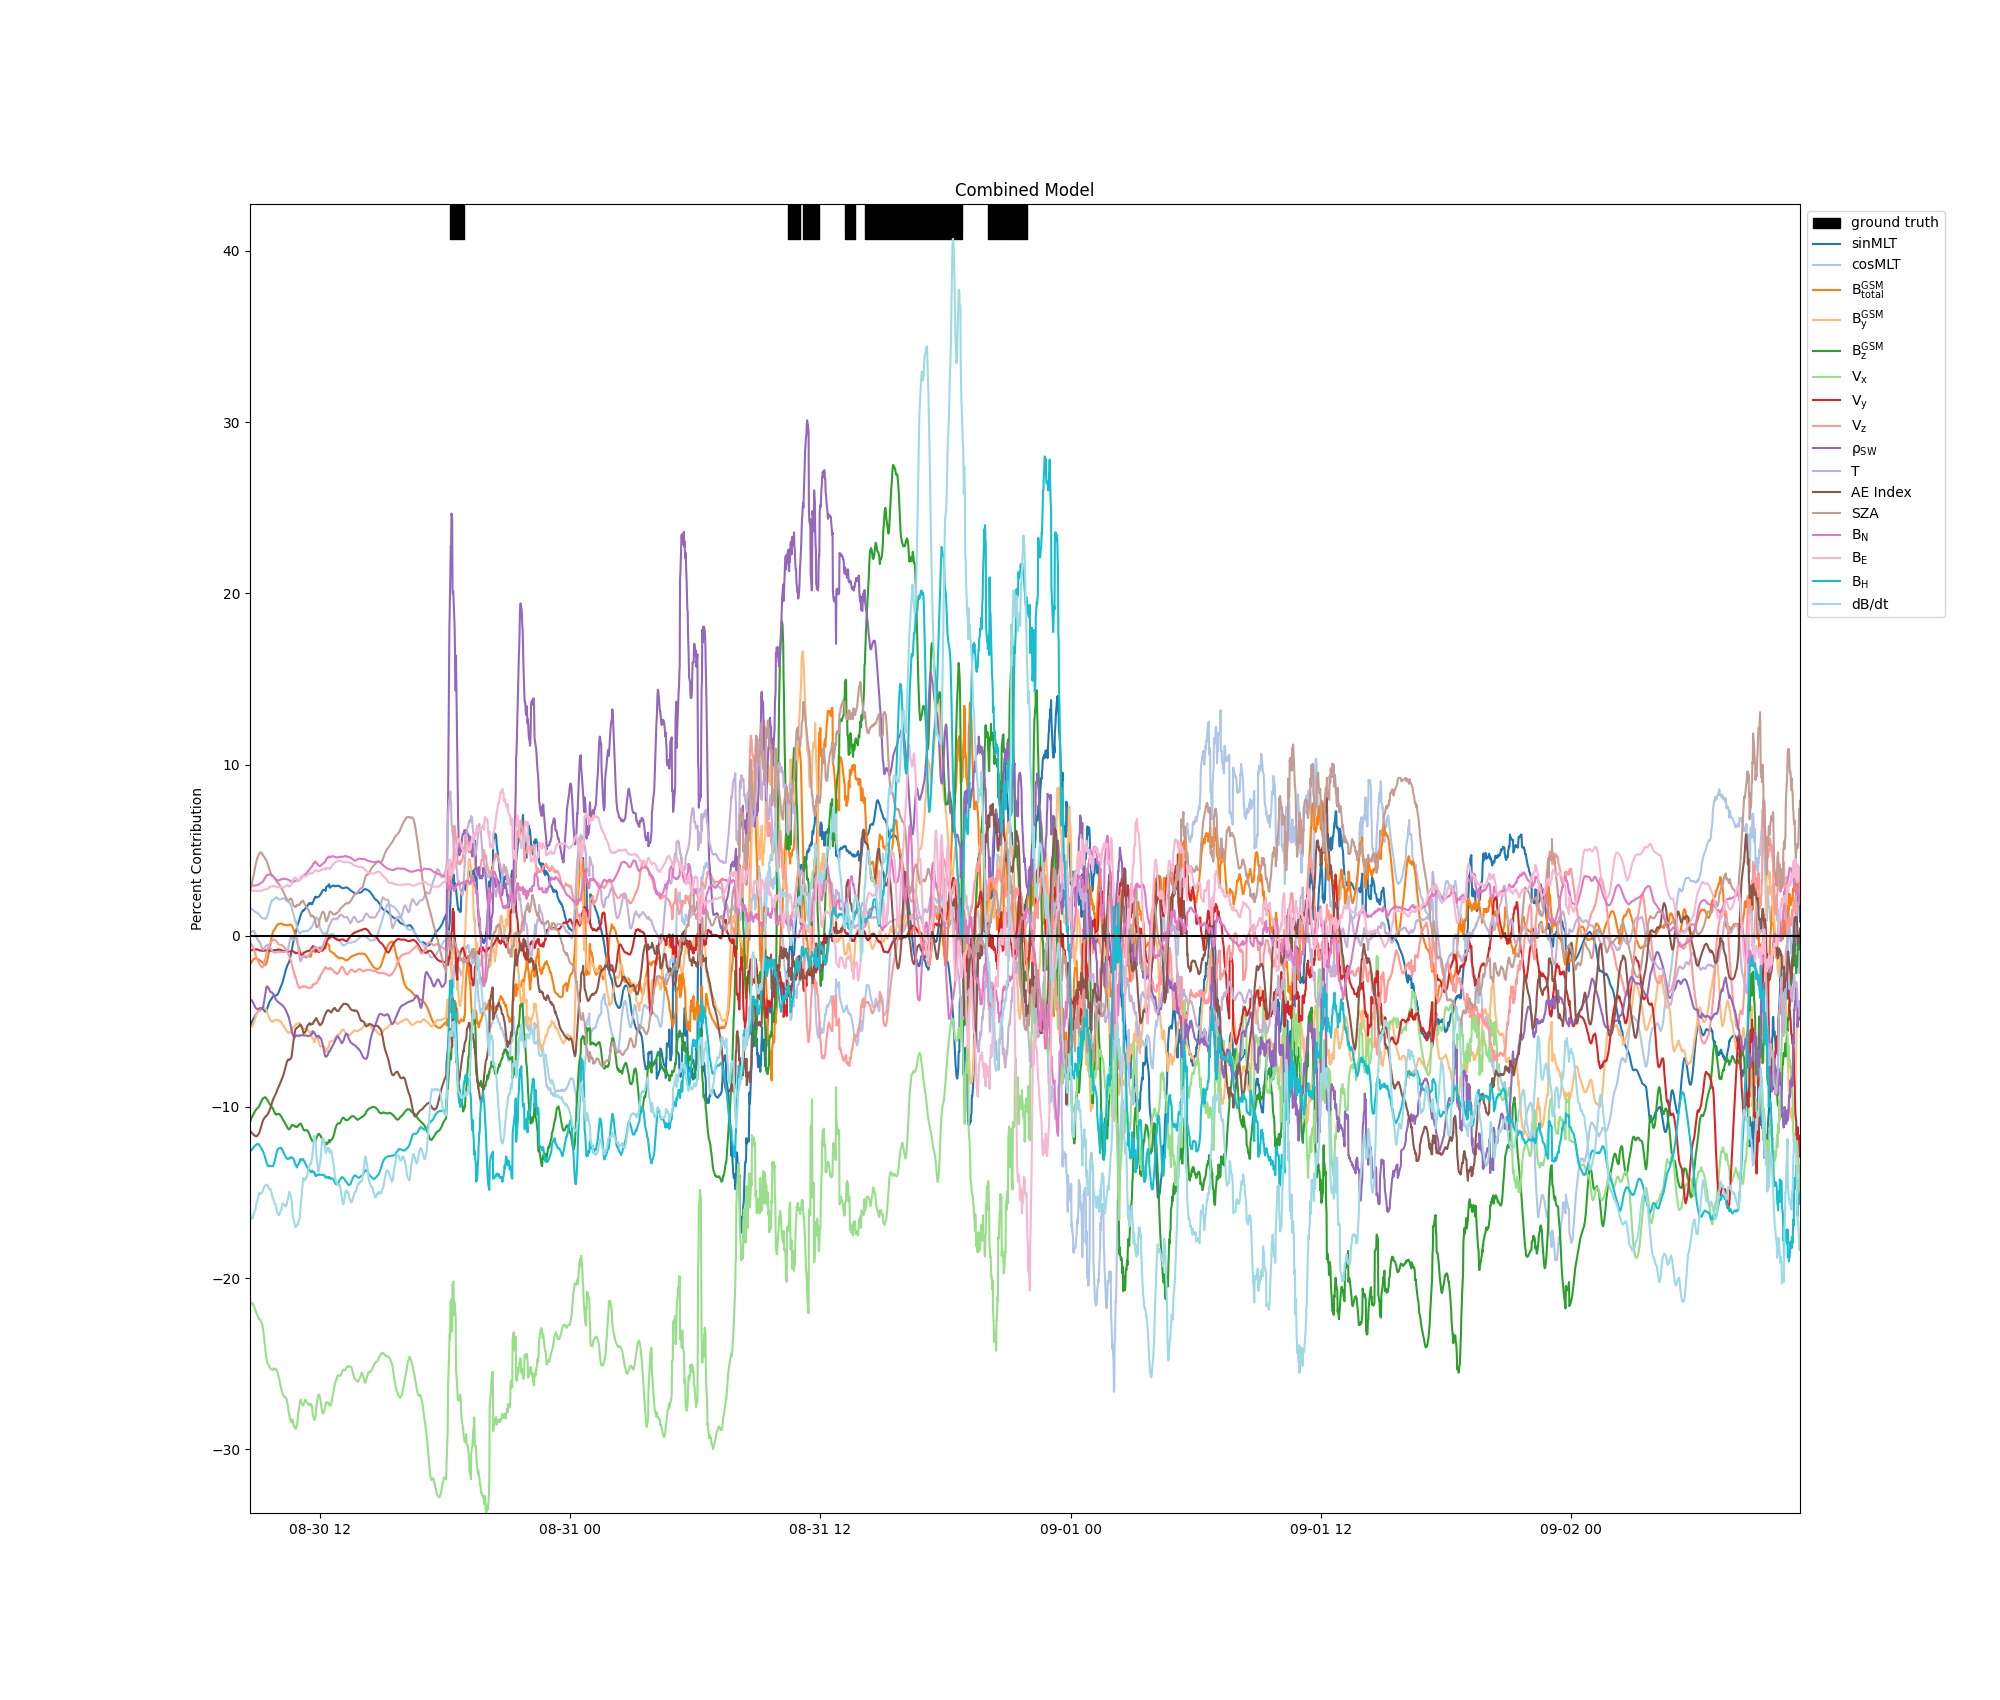 Combined Model
Percent Contribution
40
30
20
10
0
−10
−20
−30
08-30 12
08-31 00
08-31 12
09-01 00
09-01 12
09-02 00
ground truth
sinMLT
cosMLT
B_total^GSM
B_y^GSM
B_z^GSM
V_x
V_y
V_z
ρ_SW
T
AE Index
SZA
B_N
B_E
B_H
dB/dt